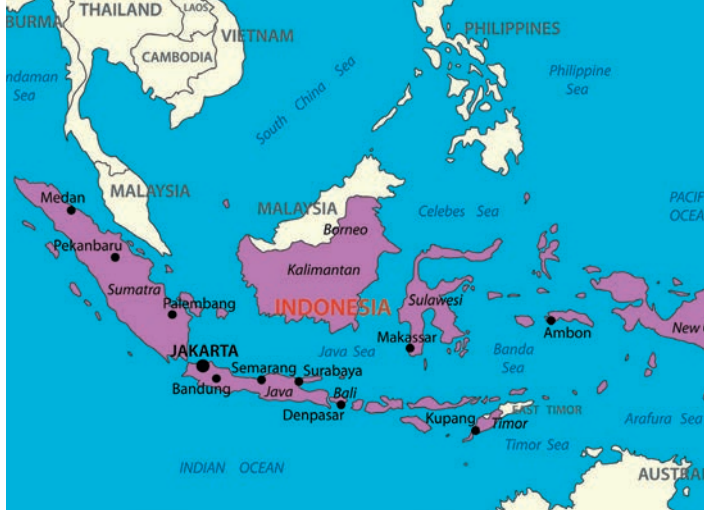 BURMA
THAILAND
LAOS
VIETNAM
CAMBODIA
PHILIPPINES
Sea
South China Sea
Philippine
Sea
MALAYSIA
Medan
MALAYSIA
Borneo
Celebes Sea
Pekanbaru
Kalimantan
Sumatra
Palembang
INDONESIA
Sulawesi
Makassar
Ambon
New
JAKARTA
Java Sea
Banda
Sea
Semarang
Surabaya
Bandung
Java
Bali
Denpasar
Kupang
Timor
EAST TIMOR
Arafura Sea
Timor Sea
INDIAN OCEAN